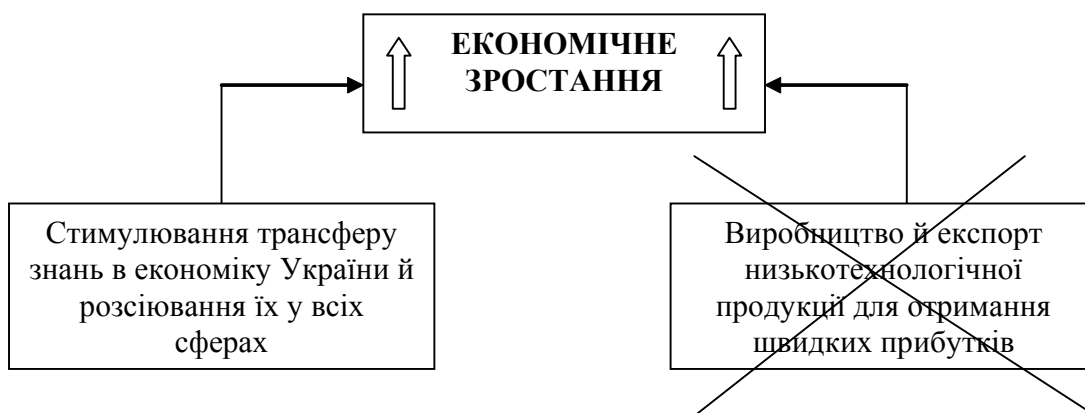 ЕКОНОМІЧНЕ
ЗРОСТАННЯ
Стимулювання трансферу
знань в економіку України й
розсіювання їх у всіх
сферах
Виробництво й експорт
низькотехнологічної
продукції для отримання
швидких прибутків